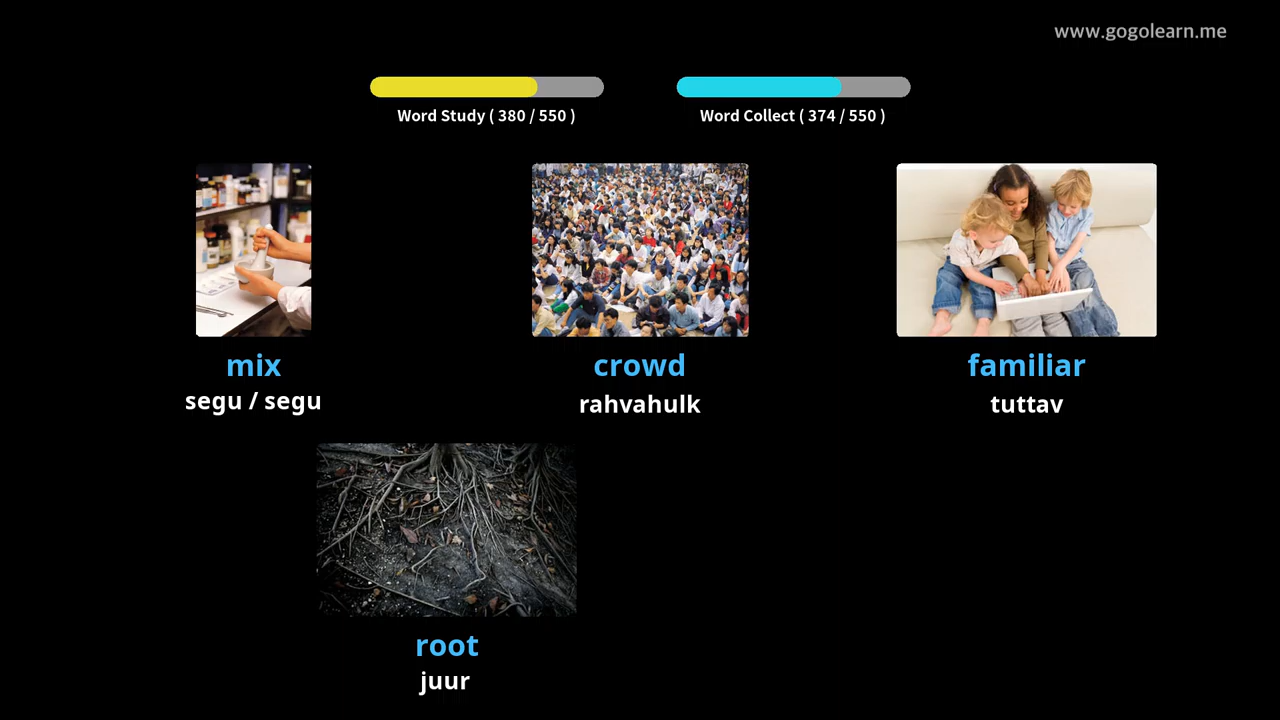 www.gogolearn.me
Word Study ( 380 / 550 )
Word Collect ( 374 / 550 )
mix
segu / segu
crowd
rahvahulk
familiar
tuttav
root
juur